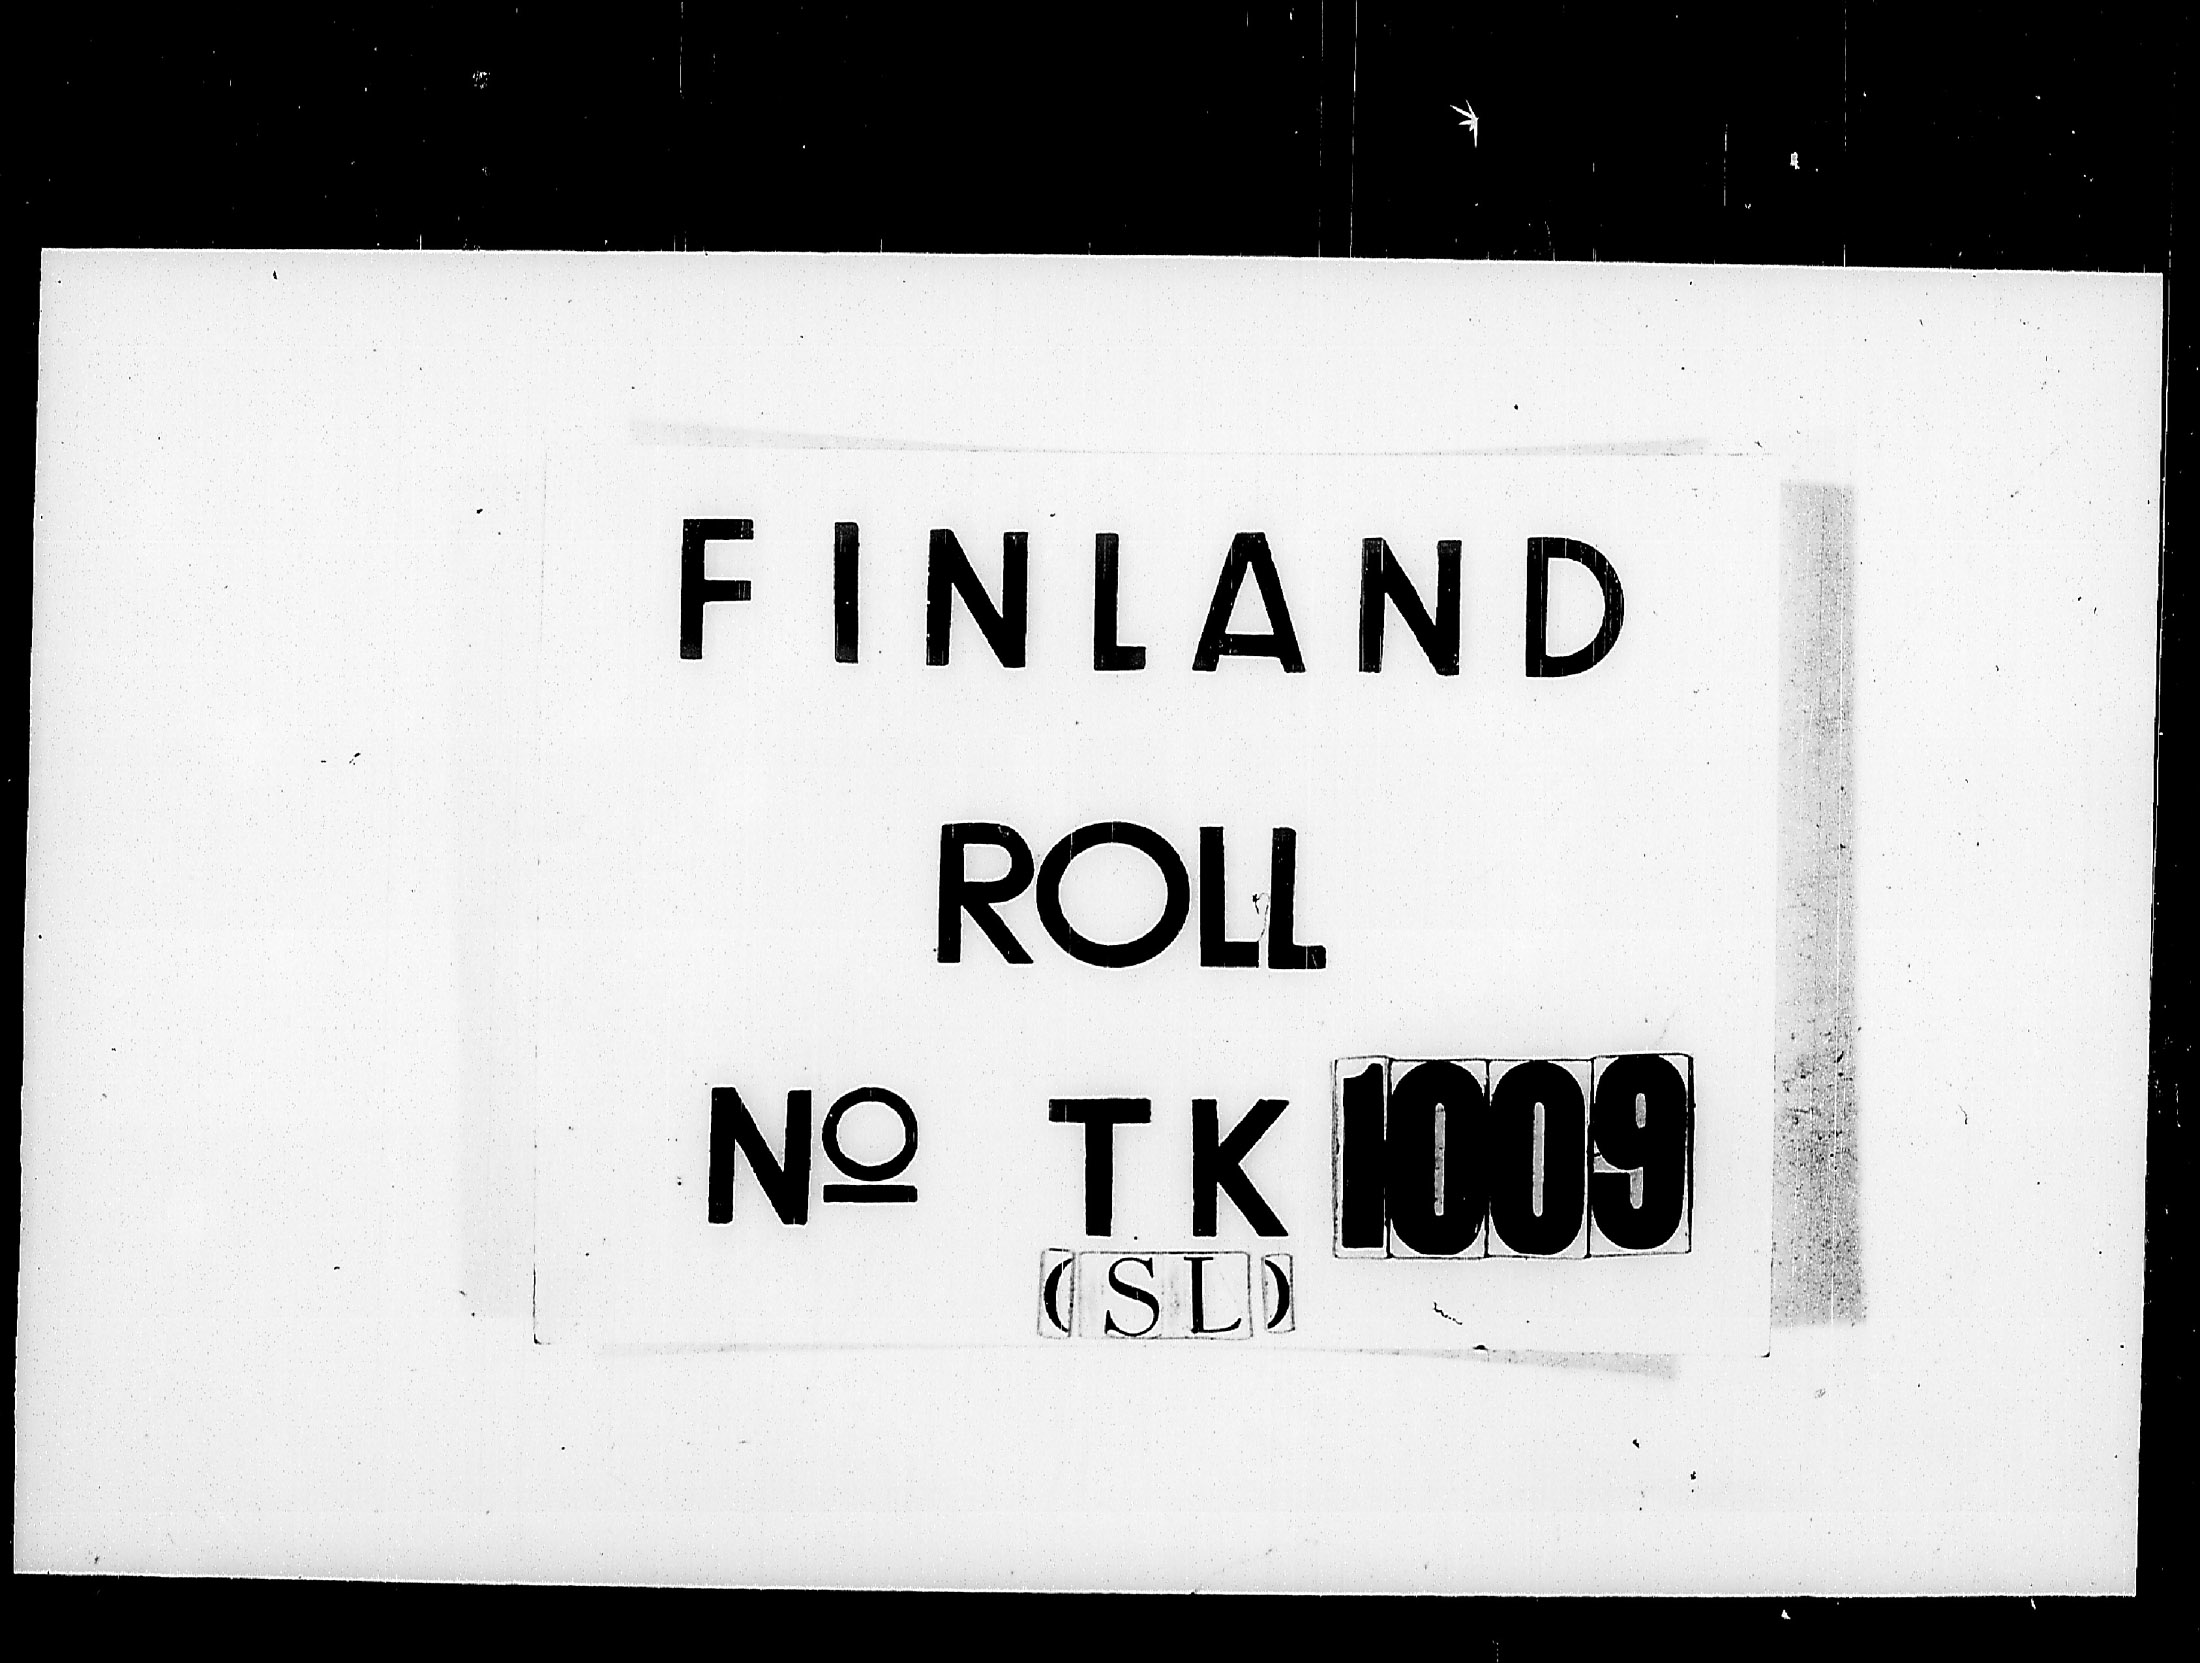 FINLAND
ROLL
Nº TK 1009
(SL)